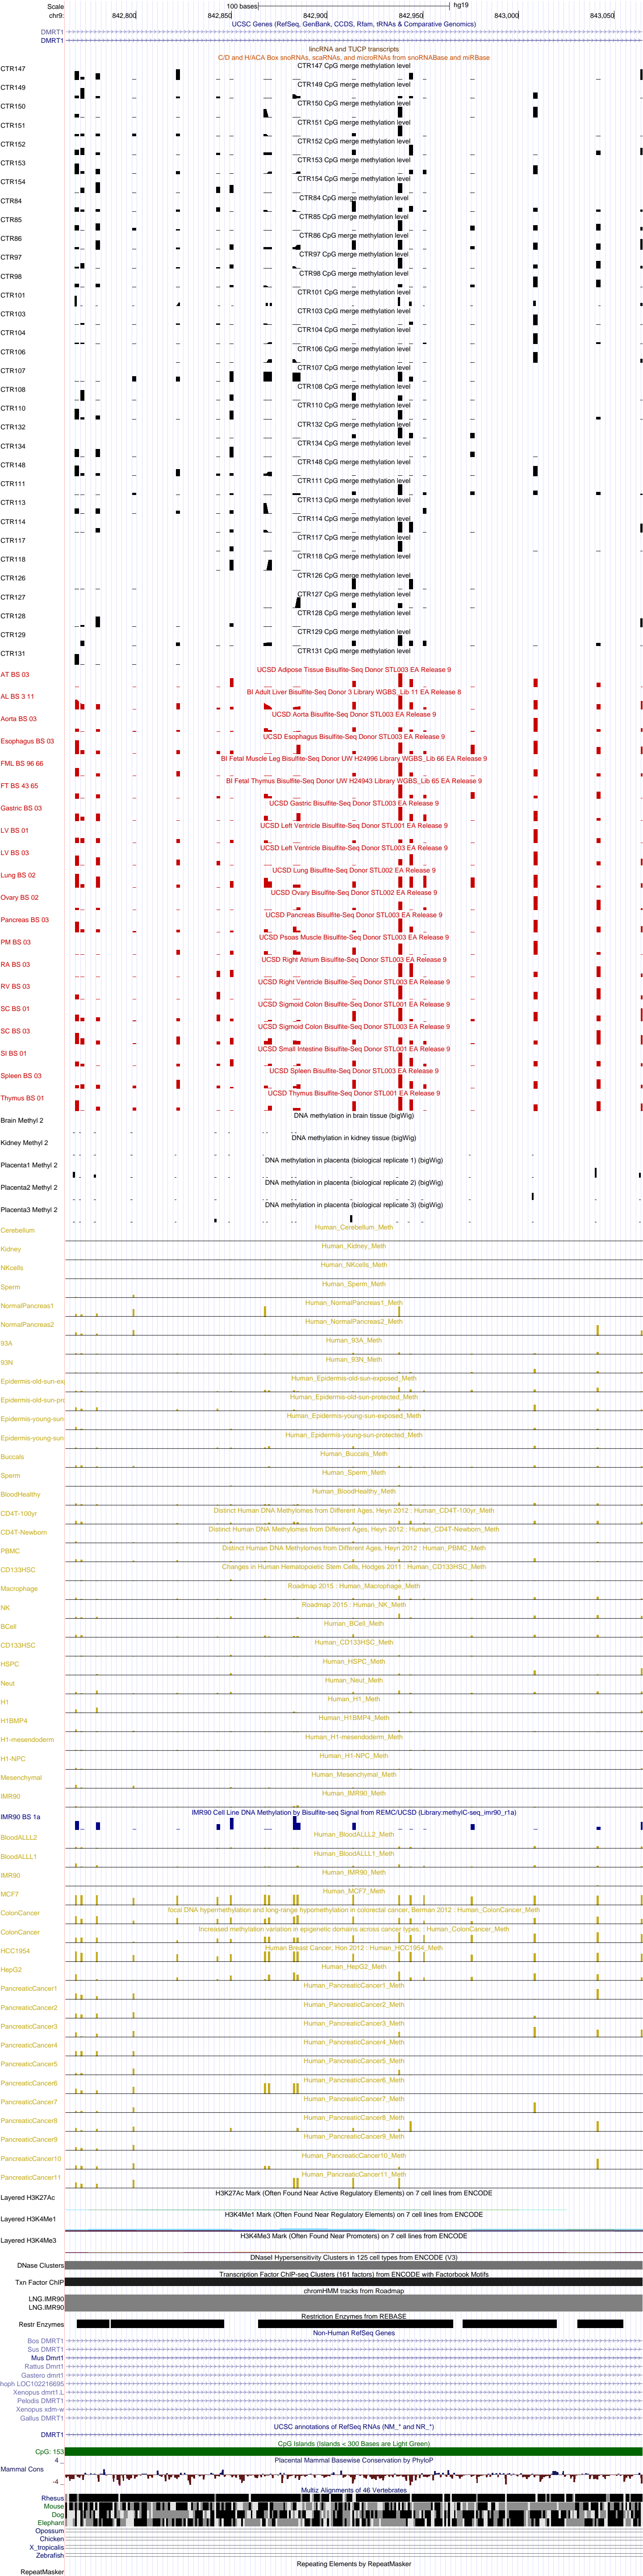 Scale 100 bases hg19
chr9: 842,800 842,850 842,900 842,950 843,000 843,050
UCSC Genes (RefSeq, GenBank, CCDS, Rfam, tRNAs & Comparative Genomics)
DMRT1
DMRT1
lincRNA and TUCP transcripts
C/D and H/ACA Box snoRNAs, scaRNAs, and microRNAs from snoRNABase and miRBase
CTR147 CpG merge methylation level
CTR147
CTR149 CpG merge methylation level
CTR149
CTR150 CpG merge methylation level
CTR150
CTR151 CpG merge methylation level
CTR151
CTR152 CpG merge methylation level
CTR152
CTR153 CpG merge methylation level
CTR153
CTR154 CpG merge methylation level
CTR154
CTR84 CpG merge methylation level
CTR84
CTR85 CpG merge methylation level
CTR85
CTR86 CpG merge methylation level
CTR86
CTR97 CpG merge methylation level
CTR97
CTR98 CpG merge methylation level
CTR98
CTR101 CpG merge methylation level
CTR101
CTR103 CpG merge methylation level
CTR103
CTR104 CpG merge methylation level
CTR104
CTR106 CpG merge methylation level
CTR106
CTR107 CpG merge methylation level
CTR107
CTR108 CpG merge methylation level
CTR108
CTR110 CpG merge methylation level
CTR110
CTR132 CpG merge methylation level
CTR132
CTR134 CpG merge methylation level
CTR134
CTR148 CpG merge methylation level
CTR148
CTR111 CpG merge methylation level
CTR111
CTR113 CpG merge methylation level
CTR113
CTR114 CpG merge methylation level
CTR114
CTR117 CpG merge methylation level
CTR117
CTR118 CpG merge methylation level
CTR118
CTR126 CpG merge methylation level
CTR126
CTR127 CpG merge methylation level
CTR127
CTR128 CpG merge methylation level
CTR128
CTR129 CpG merge methylation level
CTR129
CTR131 CpG merge methylation level
CTR131
UCSD Adipose Tissue Bisulfite-Seq Donor STL003 EA Release 9
AT BS 03
BI Adult Liver Bisulfite-Seq Donor 3 Library WGBS_Lib 11 EA Release 8
AL BS 3 11
UCSD Aorta Bisulfite-Seq Donor STL003 EA Release 9
Aorta BS 03
UCSD Esophagus Bisulfite-Seq Donor STL003 EA Release 9
Esophagus BS 03
BI Fetal Muscle Leg Bisulfite-Seq Donor UW H24996 Library WGBS_Lib 66 EA Release 9
FML BS 96 66
BI Fetal Thymus Bisulfite-Seq Donor UW H24943 Library WGBS_Lib 65 EA Release 9
FT BS 43 65
UCSD Gastric Bisulfite-Seq Donor STL003 EA Release 9
Gastric BS 03
UCSD Left Ventricle Bisulfite-Seq Donor STL001 EA Release 9
LV BS 01
UCSD Left Ventricle Bisulfite-Seq Donor STL003 EA Release 9
LV BS 03
UCSD Lung Bisulfite-Seq Donor STL002 EA Release 9
Lung BS 02
UCSD Ovary Bisulfite-Seq Donor STL002 EA Release 9
Ovary BS 02
UCSD Pancreas Bisulfite-Seq Donor STL003 EA Release 9
Pancreas BS 03
UCSD Psoas Muscle Bisulfite-Seq Donor STL003 EA Release 9
PM BS 03
UCSD Right Atrium Bisulfite-Seq Donor STL003 EA Release 9
RA BS 03
UCSD Right Ventricle Bisulfite-Seq Donor STL003 EA Release 9
RV BS 03
UCSD Sigmoid Colon Bisulfite-Seq Donor STL001 EA Release 9
SC BS 01
UCSD Sigmoid Colon Bisulfite-Seq Donor STL003 EA Release 9
SC BS 03
UCSD Small Intestine Bisulfite-Seq Donor STL001 EA Release 9
SI BS 01
UCSD Spleen Bisulfite-Seq Donor STL003 EA Release 9
Spleen BS 03
UCSD Thymus Bisulfite-Seq Donor STL001 EA Release 9
Thymus BS 01
DNA methylation in brain tissue (bigWig)
Brain Methyl 2
DNA methylation in kidney tissue (bigWig)
Kidney Methyl 2
DNA methylation in placenta (biological replicate 1) (bigWig)
Placenta1 Methyl 2
DNA methylation in placenta (biological replicate 2) (bigWig)
Placenta2 Methyl 2
DNA methylation in placenta (biological replicate 3) (bigWig)
Placenta3 Methyl 2
Human_Cerebellum_Meth
Cerebellum
Human_Kidney_Meth
Kidney
Human_NKcells_Meth
NKcells
Human_Sperm_Meth
Sperm
Human_NormalPancreas1_Meth
NormalPancreas1
Human_NormalPancreas2_Meth
NormalPancreas2
Human_93A_Meth
93A
Human_93N_Meth
93N
Human_Epidermis-old-sun-exposed_Meth
Epidermis-old-sun-ex
Human_Epidermis-old-sun-protected_Meth
Epidermis-old-sun-pro
Human_Epidermis-young-sun-exposed_Meth
Epidermis-young-sun
Human_Epidermis-young-sun-protected_Meth
Epidermis-young-sun
Human_Buccals_Meth
Buccals
Human_Sperm_Meth
Sperm
Human_BloodHealthy_Meth
BloodHealthy
Distinct Human DNA Methylomes from Different Ages, Heyn 2012 : Human_CD4T-100yr_Meth
CD4T-100yr
Distinct Human DNA Methylomes from Different Ages, Heyn 2012 : Human_CD4T-Newborn_Meth
CD4T-Newborn
Distinct Human DNA Methylomes from Different Ages, Heyn 2012 : Human_PBMC_Meth
PBMC
Changes in Human Hematopoietic Stem Cells, Hodges 2011 : Human_CD133HSC_Meth
CD133HSC
Roadmap 2015 : Human_Macrophage_Meth
Macrophage
Roadmap 2015 : Human_NK_Meth
NK
Human_BCell_Meth
BCell
Human_CD133HSC_Meth
CD133HSC
Human_HSPC_Meth
HSPC
Human_Neut_Meth
Neut
Human_H1_Meth
H1
Human_H1BMP4_Meth
H1BMP4
Human_H1-mesendoderm_Meth
H1-mesendoderm
Human_H1-NPC_Meth
H1-NPC
Human_Mesenchymal_Meth
Mesenchymal
Human_IMR90_Meth
IMR90
IMR90 Cell Line DNA Methylation by Bisulfite-seq Signal from REMC/UCSD (Library:methylC-seq_imr90_r1a)
IMR90 BS 1a
Human_BloodALLL2_Meth
BloodALLL2
Human_BloodALLL1_Meth
BloodALLL1
Human_IMR90_Meth
IMR90
Human_MCF7_Meth
MCF7
focal DNA hypermethylation and long-range hypomethylation in colorectal cancer, Berman 2012 : Human_ColonCancer_Meth
ColonCancer
Increased methylation variation in epigenetic domains across cancer types. : Human_ColonCancer_Meth
ColonCancer
Human Breast Cancer, Hon 2012 : Human_HCC1954_Meth
HCC1954
Human_HepG2_Meth
HepG2
Human_PancreaticCancer1_Meth
PancreaticCancer1
Human_PancreaticCancer2_Meth
PancreaticCancer2
Human_PancreaticCancer3_Meth
PancreaticCancer3
Human_PancreaticCancer4_Meth
PancreaticCancer4
Human_PancreaticCancer5_Meth
PancreaticCancer5
Human_PancreaticCancer6_Meth
PancreaticCancer6
Human_PancreaticCancer7_Meth
PancreaticCancer7
Human_PancreaticCancer8_Meth
PancreaticCancer8
Human_PancreaticCancer9_Meth
PancreaticCancer9
Human_PancreaticCancer10_Meth
PancreaticCancer10
Human_PancreaticCancer11_Meth
PancreaticCancer11
H3K27Ac Mark (Often Found Near Active Regulatory Elements) on 7 cell lines from ENCODE
Layered H3K27Ac
H3K4Me1 Mark (Often Found Near Regulatory Elements) on 7 cell lines from ENCODE
Layered H3K4Me1
H3K4Me3 Mark (Often Found Near Promoters) on 7 cell lines from ENCODE
Layered H3K4Me3
DNaseI Hypersensitivity Clusters in 125 cell types from ENCODE (V3)
DNase Clusters
Transcription Factor ChIP-seq Clusters (161 factors) from ENCODE with Factorbook Motifs
Txn Factor ChIP
chromHMM tracks from Roadmap
LNG.IMR90
LNG.IMR90
Restriction Enzymes from REBASE
Restr Enzymes
Non-Human RefSeq Genes
Bos DMRT1
Sus DMRT1
Mus Dmrt1
Rattus Dmrt1
Gastero dmrt1
hoph LOC102216695
Xenopus dmrt1.L
Pelodis DMRT1
Xenopus xdm-w
Gallus DMRT1
UCSC annotations of RefSeq RNAs (NM_* and NR_*)
DMRT1
CpG Islands (Islands < 300 Bases are Light Green)
CpG: 153
Placental Mammal Basewise Conservation by PhyloP
4 _
Mammal Cons
-4 _
Multiz Alignments of 46 Vertebrates
Rhesus
Mouse
Dog
Elephant
Opossum
Chicken
X_tropicalis
Zebrafish
Repeating Elements by RepeatMasker
RepeatMasker